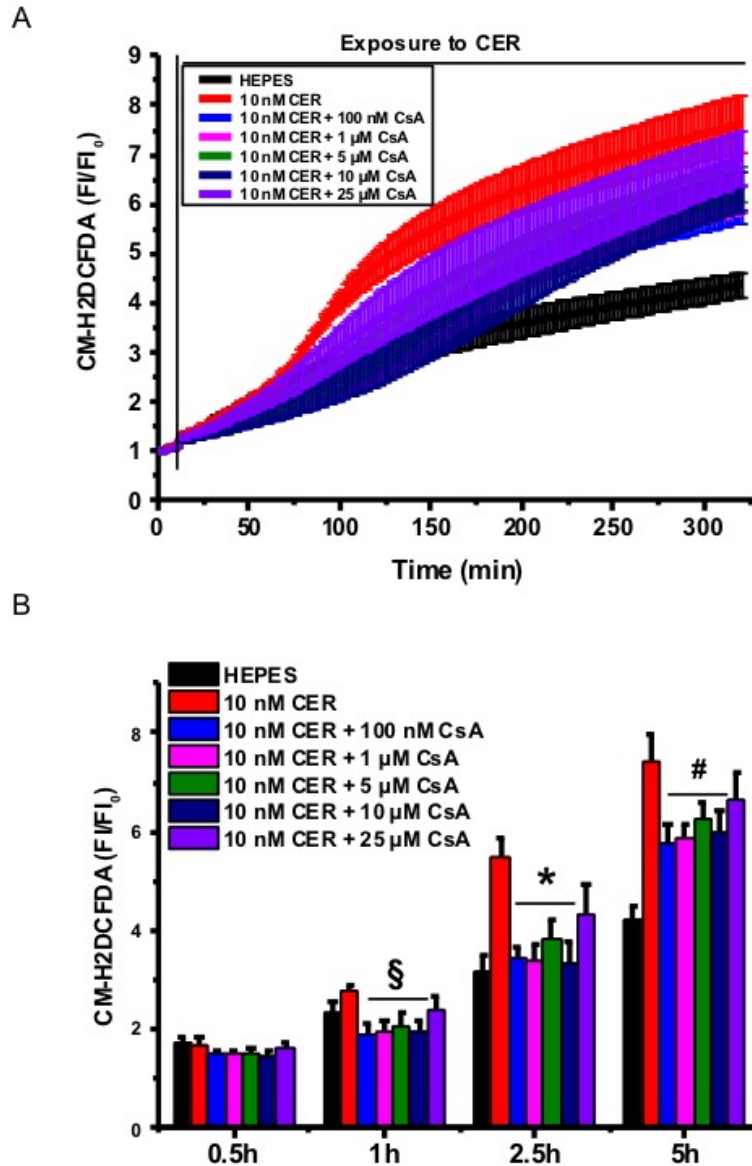 A
Exposure to CER
9
8
7
6
5
4
3
2
1
0
CM-H2DCFDA (FI/FI₀)
HEPES
10 nM CER
10 nM CER + 100 nM CsA
10 nM CER + 1 µM CsA
10 nM CER + 5 µM CsA
10 nM CER + 10 µM CsA
10 nM CER + 25 µM CsA
0 50 100 150 200 250 300
Time (min)
B
HEPES
10 nM CER
10 nM CER + 100 nM CsA
10 nM CER + 1 µM CsA
10 nM CER + 5 µM CsA
10 nM CER + 10 µM CsA
10 nM CER + 25 µM CsA
8
6
4
2
0
CM-H2DCFDA (FI/FI₀)
§
*
#
0.5h 1h 2.5h 5h